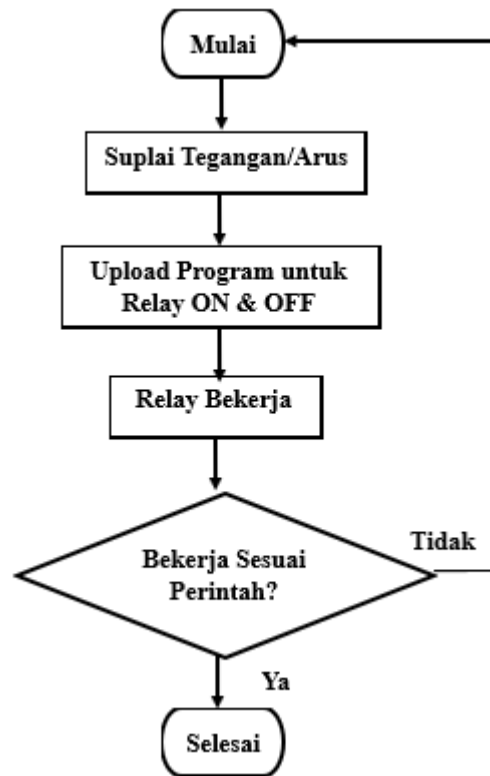 Mulai
Suplai Tegangan/Arus
Upload Program untuk
Relay ON & OFF
Relay Bekerja
Bekerja Sesuai
Perintah?
Tidak
Ya
Selesai